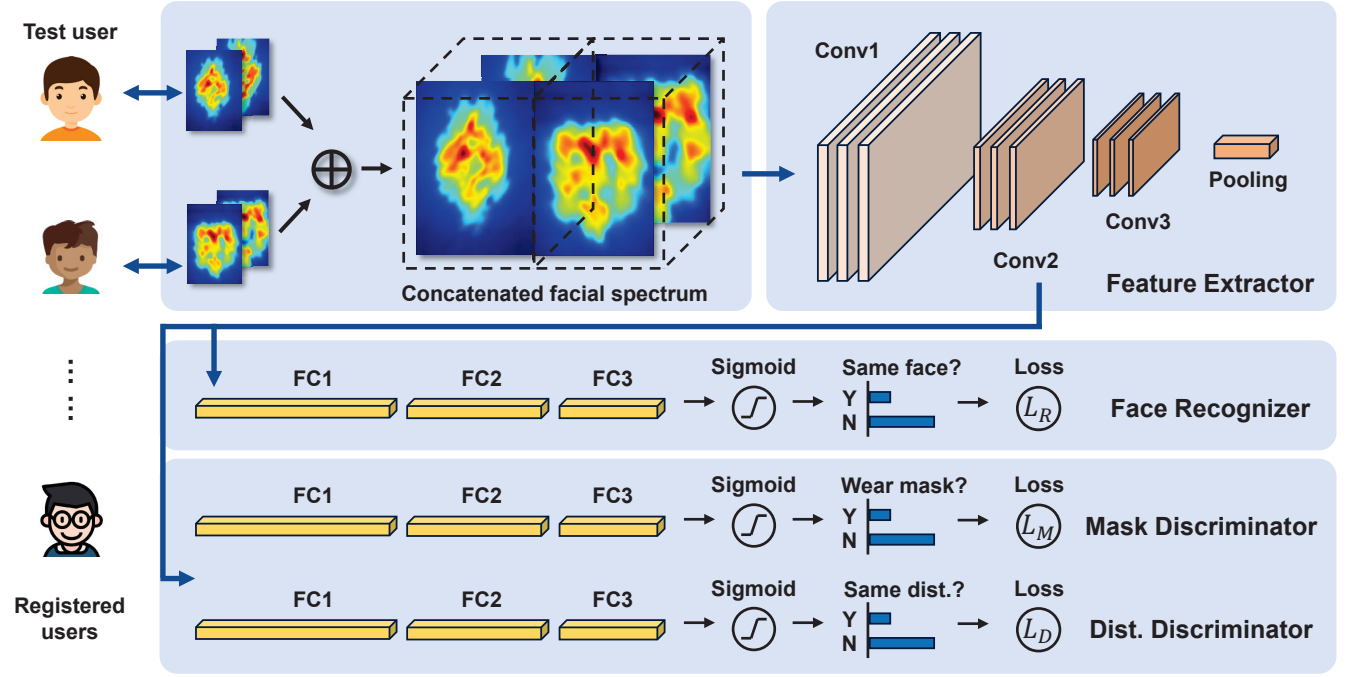 Test user
Concatenated facial spectrum
Conv1
Conv2
Conv3
Pooling
Feature Extractor
FC1
FC2
FC3
Sigmoid
Same face?
Y
N
Loss
L_R
Face Recognizer
FC1
FC2
FC3
Sigmoid
Wear mask?
Y
N
Loss
L_M
Mask Discriminator
FC1
FC2
FC3
Sigmoid
Same dist.?
Y
N
Loss
L_D
Dist. Discriminator
Registered
users